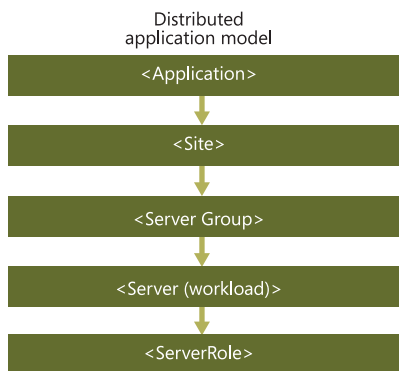 Distributed
application model
<Application>
<Site>
<Server Group>
<Server (workload)>
<ServerRole>